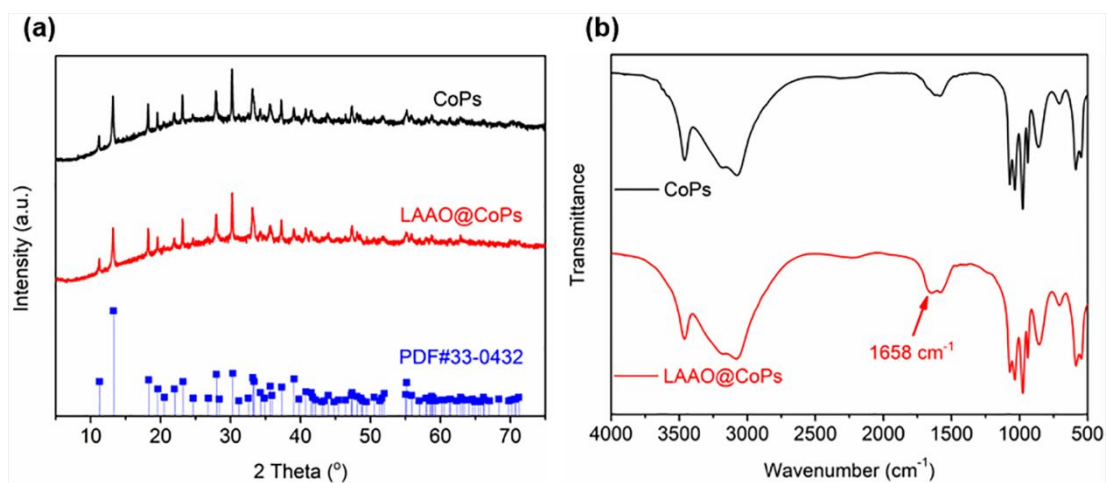 (a)
CoPs
LAAO@CoPs
PDF#33-0432
Intensity (a.u.)
10 20 30 40 50 60 70
2 Theta (°)
(b)
CoPs
1658 cm⁻¹
LAAO@CoPs
Transmittance
4000 3500 3000 2500 2000 1500 1000 500
Wavenumber (cm⁻¹)